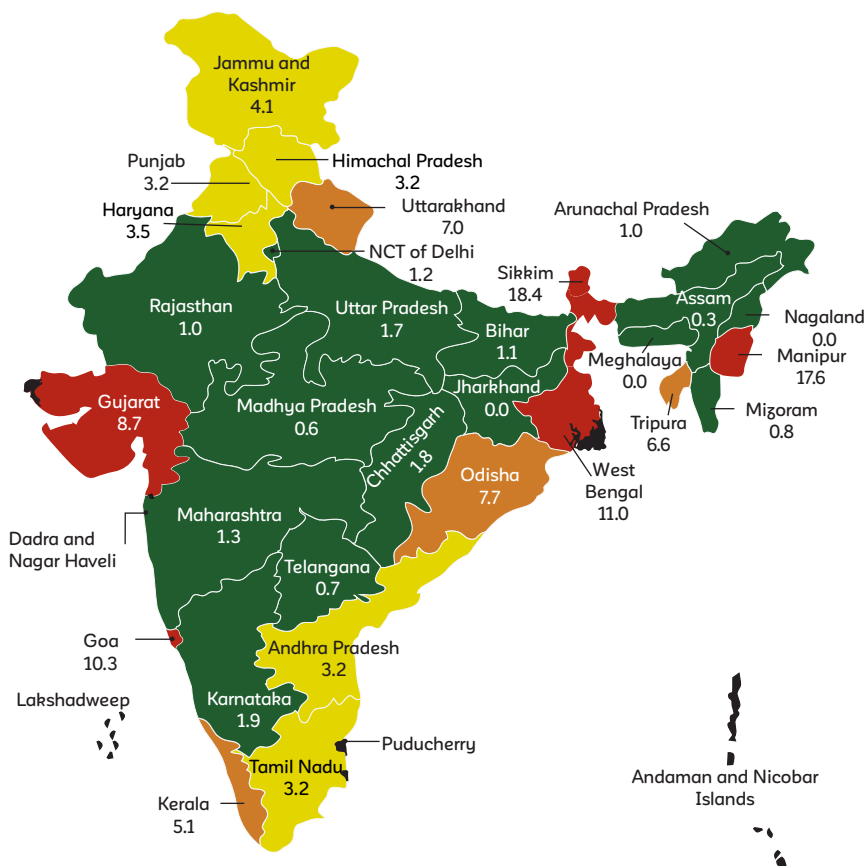 Jammu and
Kashmir
4.1
Punjab
3.2
Himachal Pradesh
3.2
Haryana
3.5
Uttarakhand
7.0
NCT of Delhi
1.2
Arunachal Pradesh
1.0
Sikkim
18.4
Assam
0.3
Nagaland
0.0
Rajasthan
1.0
Uttar Pradesh
1.7
Bihar
1.1
Meghalaya
0.0
Manipur
17.6
Gujarat
8.7
Madhya Pradesh
0.6
Jharkhand
0.0
Tripura
6.6
Mizoram
0.8
Chhattisgarh
1.8
West
Bengal
11.0
Odisha
7.7
Maharashtra
1.3
Dadra and
Nagar Haveli
Telangana
0.7
Goa
10.3
Andhra Pradesh
3.2
Lakshadweep
Karnataka
1.9
Puducherry
Tamil Nadu
3.2
Andaman and Nicobar
Islands
Kerala
5.1